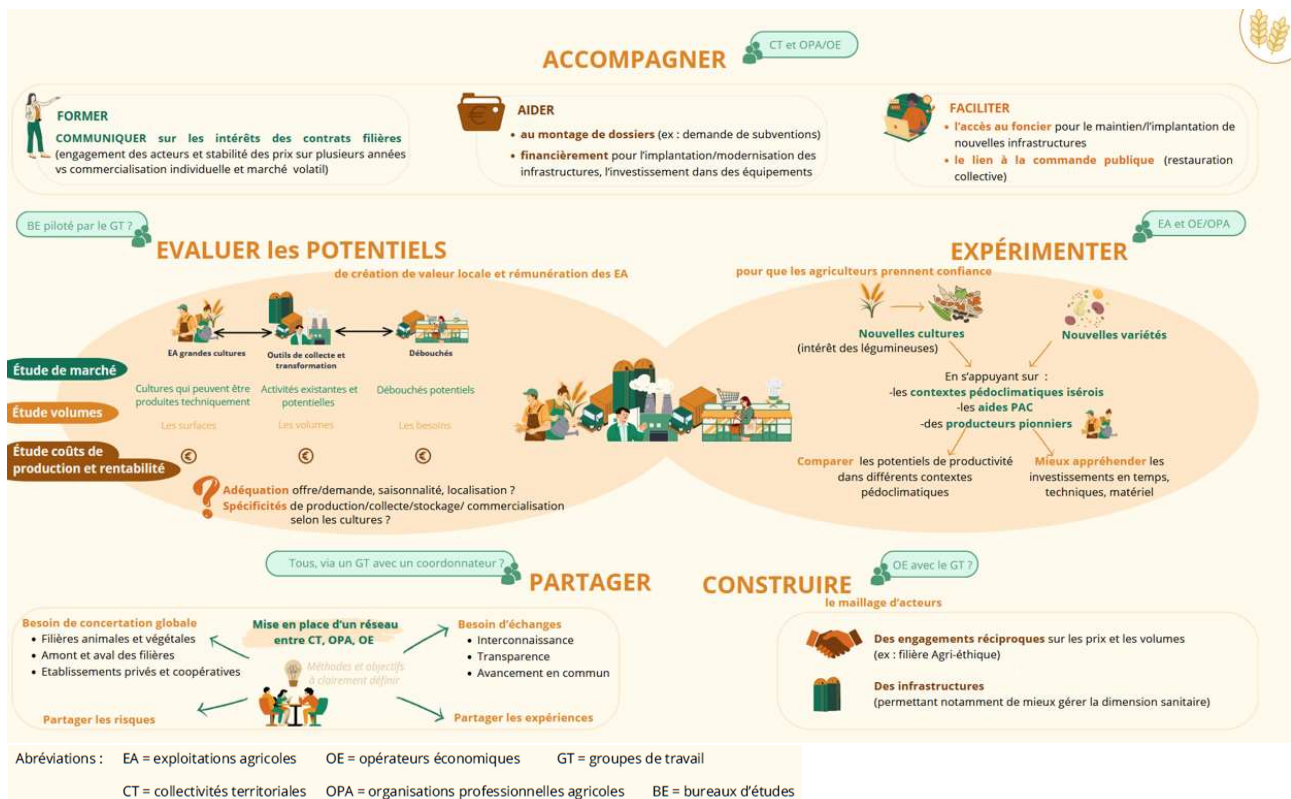 ACCOMPAGNER
CT et OPA/OE
FORMER
COMMUNIQUER sur les intérêts des contrats filières
(engagement des acteurs et stabilité des prix sur plusieurs années
vs commercialisation individuelle et marché volatil)
AIDER
• au montage de dossiers (ex : demande de subventions)
• financièrement pour l'implantation/modernisation des
infrastructures, l'investissement dans des équipements
FACILITER
• l'accès au foncier pour le maintien/l'implantation de
nouvelles infrastructures
• le lien à la commande publique (restauration
collective)
BE piloté par le GT ?
EVALUER les POTENTIELS
de création de valeur locale et rémunération des EA
EA grandes cultures
Outils de collecte et
transformation
Débouchés
Étude de marché
Cultures qui peuvent être
produites techniquement
Activités existantes et
potentielles
Débouchés potentiels
Étude volumes
Les surfaces
Les volumes
Les besoins
Étude coûts de
production et rentabilité
€
€
€
? Adéquation offre/demande, saisonnalité, localisation ?
Spécificités de production/collecte/stockage/ commercialisation
selon les cultures ?
EA et OE/OPA
EXPÉRIMENTER
pour que les agriculteurs prennent confiance
Nouvelles cultures
(intérêt des légumineuses)
Nouvelles variétés
En s'appuyant sur :
-les contextes pédoclimatiques isérois
-les aides PAC
-des producteurs pionniers
Comparer les potentiels de productivité
dans différents contextes
pédoclimatiques
Mieux appréhender les
investissements en temps,
techniques, matériel
Tous, via un GT avec un coordonnateur ?
PARTAGER
Besoin de concertation globale
• Filières animales et végétales
• Amont et aval des filières
• Etablissements privés et coopératives
Mise en place d'un réseau
entre CT, OPA, OE
Méthodes et objectifs
à clairement définir
Besoin d'échanges
• Interconnaissance
• Transparence
• Avancement en commun
Partager les risques
Partager les expériences
CONSTRUIRE
OE avec le GT ?
le maillage d'acteurs
Des engagements réciproques sur les prix et les volumes
(ex : filière Agri-éthique)
Des infrastructures
(permettant notamment de mieux gérer la dimension sanitaire)
Abréviations : EA = exploitations agricoles OE = opérateurs économiques GT = groupes de travail
CT = collectivités territoriales OPA = organisations professionnelles agricoles BE = bureaux d'études